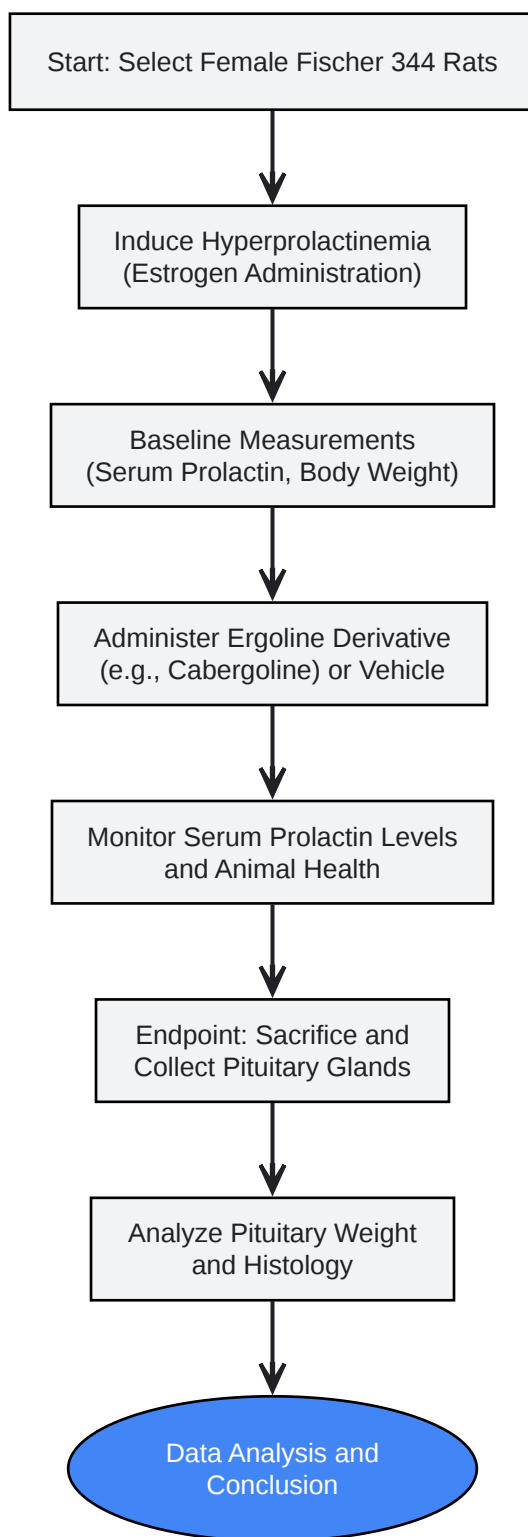 Start: Select Female Fischer 344 Rats
Induce Hyperprolactinemia
(Estrogen Administration)
Baseline Measurements
(Serum Prolactin, Body Weight)
Administer Ergoline Derivative
(e.g., Cabergoline) or Vehicle
Monitor Serum Prolactin Levels
and Animal Health
Endpoint: Sacrifice and
Collect Pituitary Glands
Analyze Pituitary Weight
and Histology
Data Analysis and
Conclusion